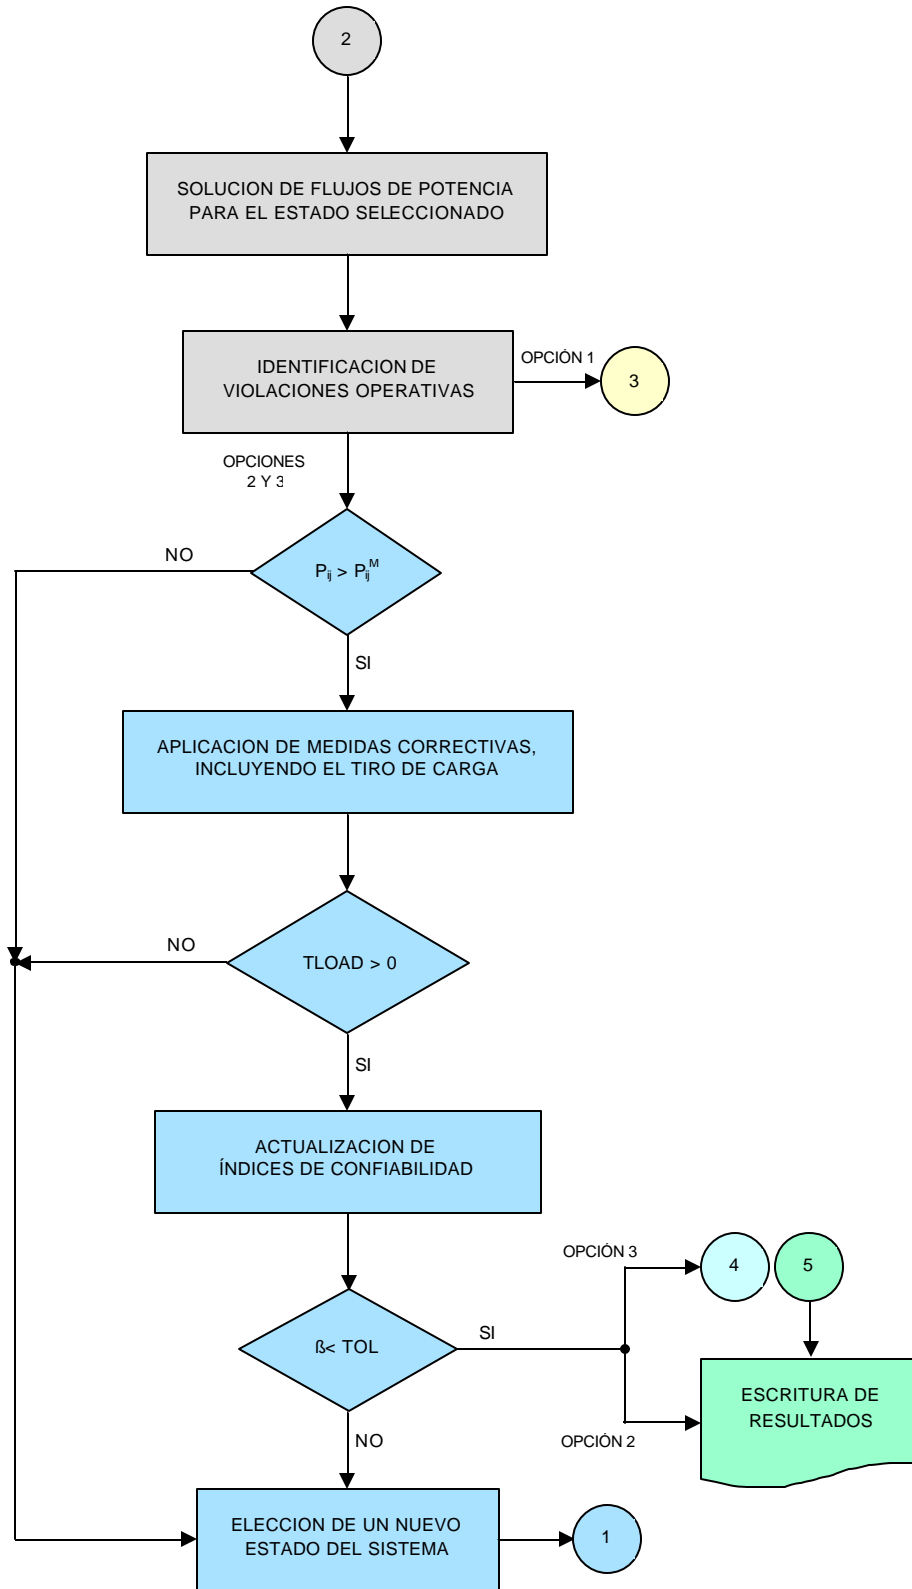 2
SOLUCION DE FLUJOS DE POTENCIA
PARA EL ESTADO SELECCIONADO
IDENTIFICACION DE
VIOLACIONES OPERATIVAS
OPCIÓN 1
3
OPCIONES
2 Y 3
NO
P_ij > P_ij^M
SI
APLICACION DE MEDIDAS CORRECTIVAS,
INCLUYENDO EL TIRO DE CARGA
NO
TLOAD > 0
SI
ACTUALIZACION DE
ÍNDICES DE CONFIABILIDAD
OPCIÓN 3
4
5
ß< TOL
SI
ESCRITURA DE
RESULTADOS
OPCIÓN 2
NO
ELECCION DE UN NUEVO
ESTADO DEL SISTEMA
1